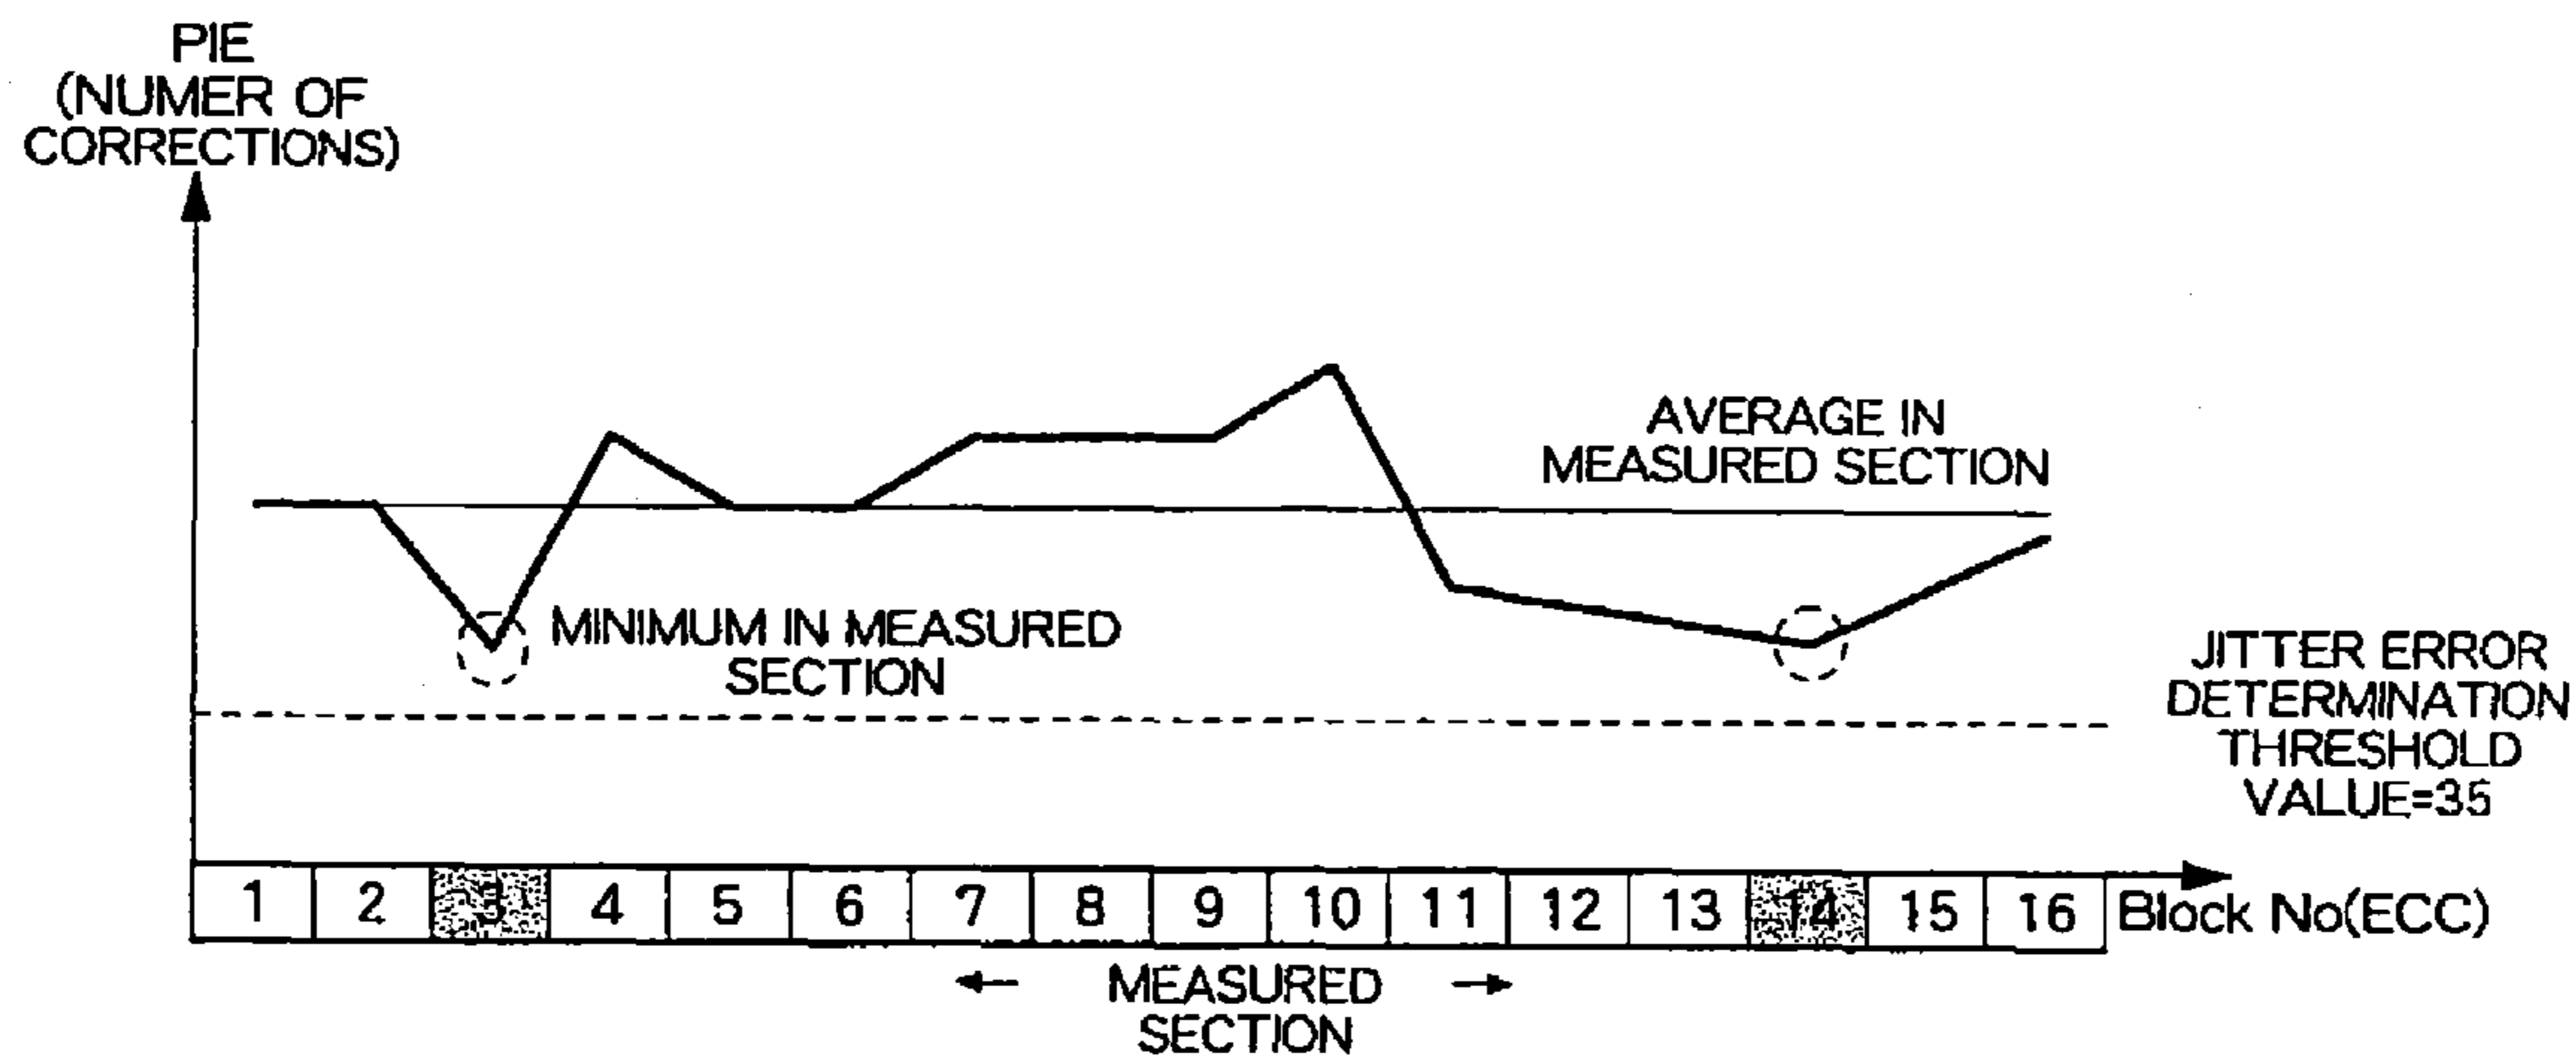 PIE
(NUMER OF
CORRECTIONS)
AVERAGE IN
MEASURED SECTION
MINIMUM IN MEASURED
SECTION
JITTER ERROR
DETERMINATION
THRESHOLD
VALUE=35
1 2 3 4 5 6 7 8 9 10 11 12 13 14 15 16 Block No(ECC)
MEASURED
SECTION